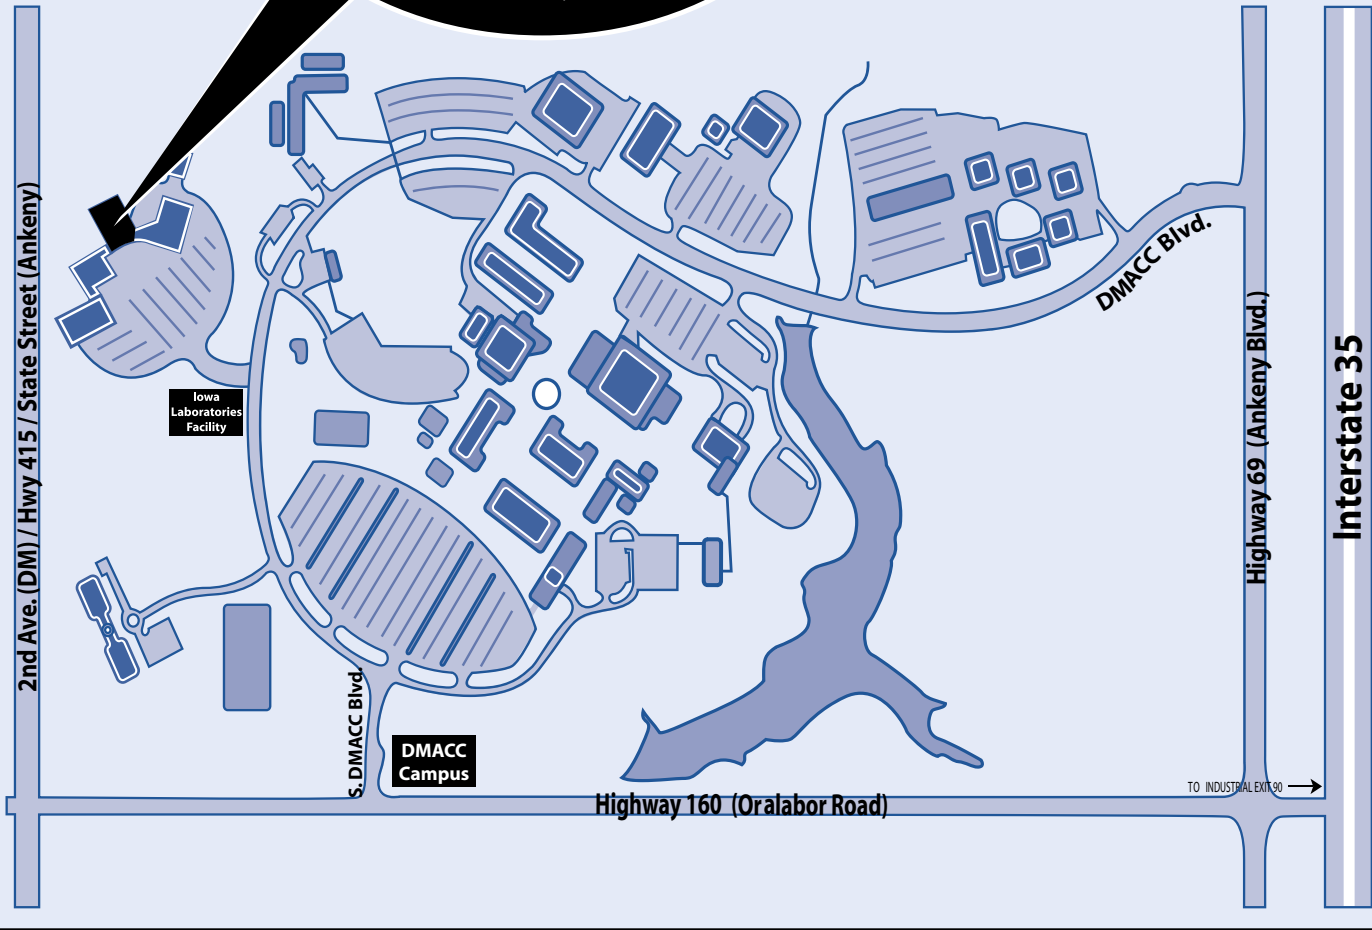 2nd Ave. (DM) / Hwy 415 / State Street (Ankeny)
Iowa
Laboratories
Facility
DMACC Blvd.
Highway 69 (Ankeny Blvd.)
Interstate 35
S. DMACC Blvd.
DMACC
Campus
TO INDUSTRIAL EXIT 90
Highway 160 (Oralabor Road)